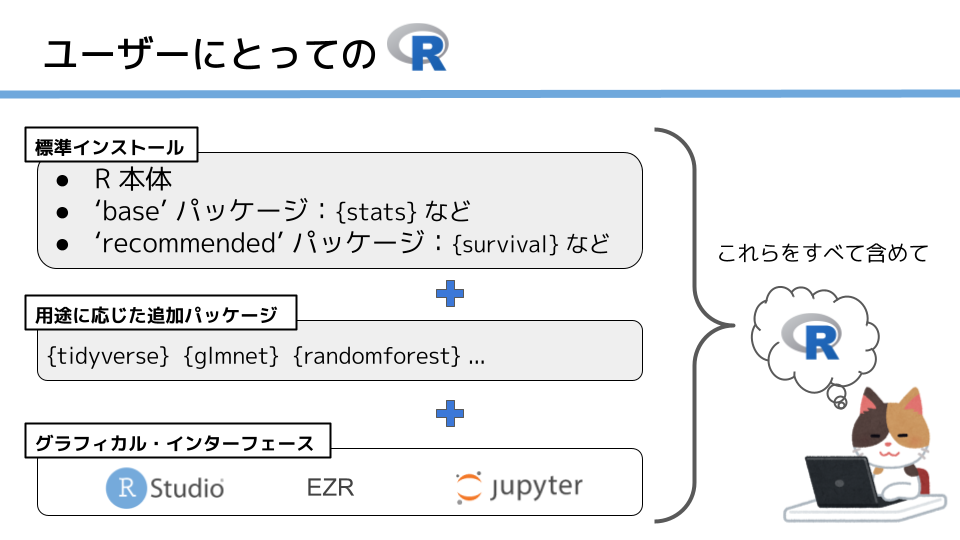 ユーザーにとっての R
標準インストール
● R 本体
● ‘base’ パッケージ：{stats} など
● ‘recommended’ パッケージ：{survival} など
これらをすべて含めて
R
用途に応じた追加パッケージ
{tidyverse} {glmnet} {randomforest} ...
グラフィカル・インターフェース
R Studio EZR jupyter